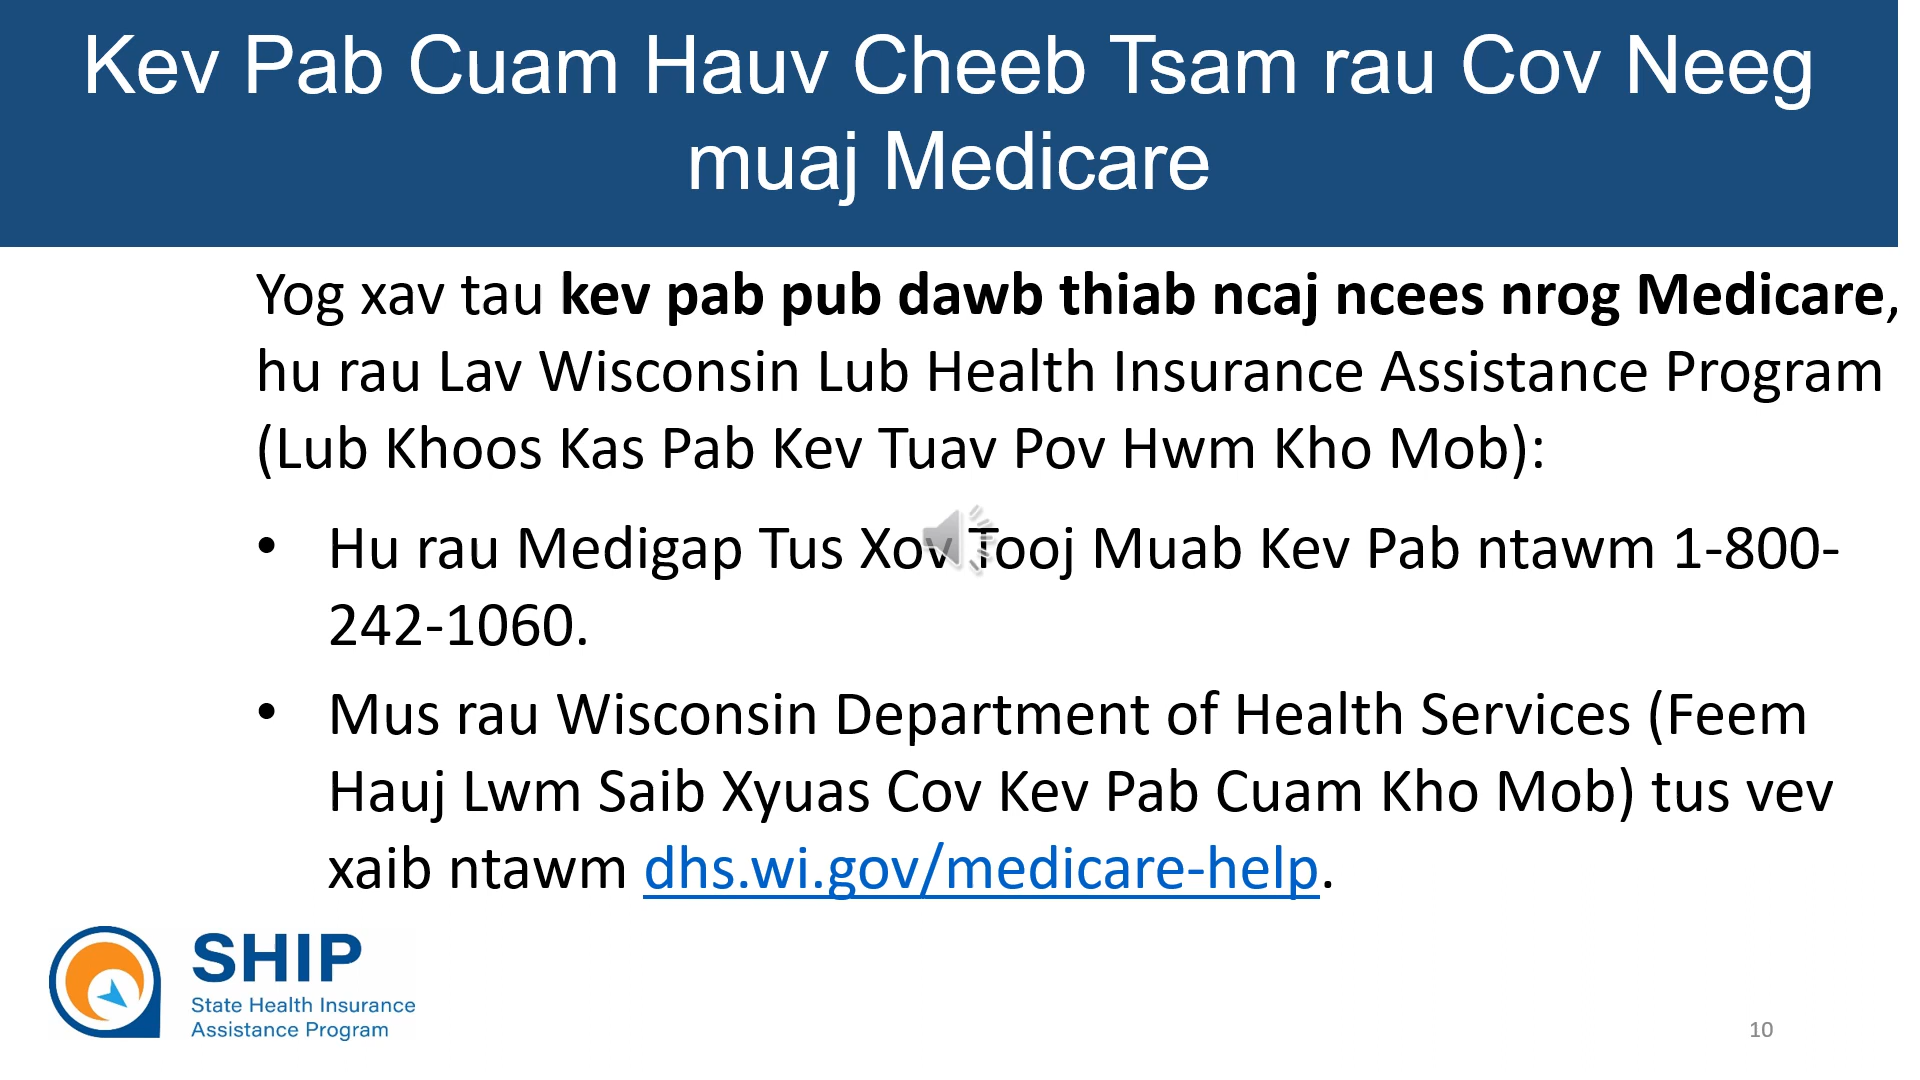 Kev Pab Cuam Hauv Cheeb Tsam rau Cov Neeg
muaj Medicare
Yog xav tau kev pab pub dawb thiab ncaj ncees nrog Medicare,
hu rau Lav Wisconsin Lub Health Insurance Assistance Program
(Lub Khoos Kas Pab Kev Tuav Pov Hwm Kho Mob):
• Hu rau Medigap Tus Xov Tooj Muab Kev Pab ntawm 1-800-
242-1060.
• Mus rau Wisconsin Department of Health Services (Feem
Hauj Lwm Saib Xyuas Cov Kev Pab Cuam Kho Mob) tus vev
xaib ntawm dhs.wi.gov/medicare-help.
SHIP
State Health Insurance
Assistance Program
10